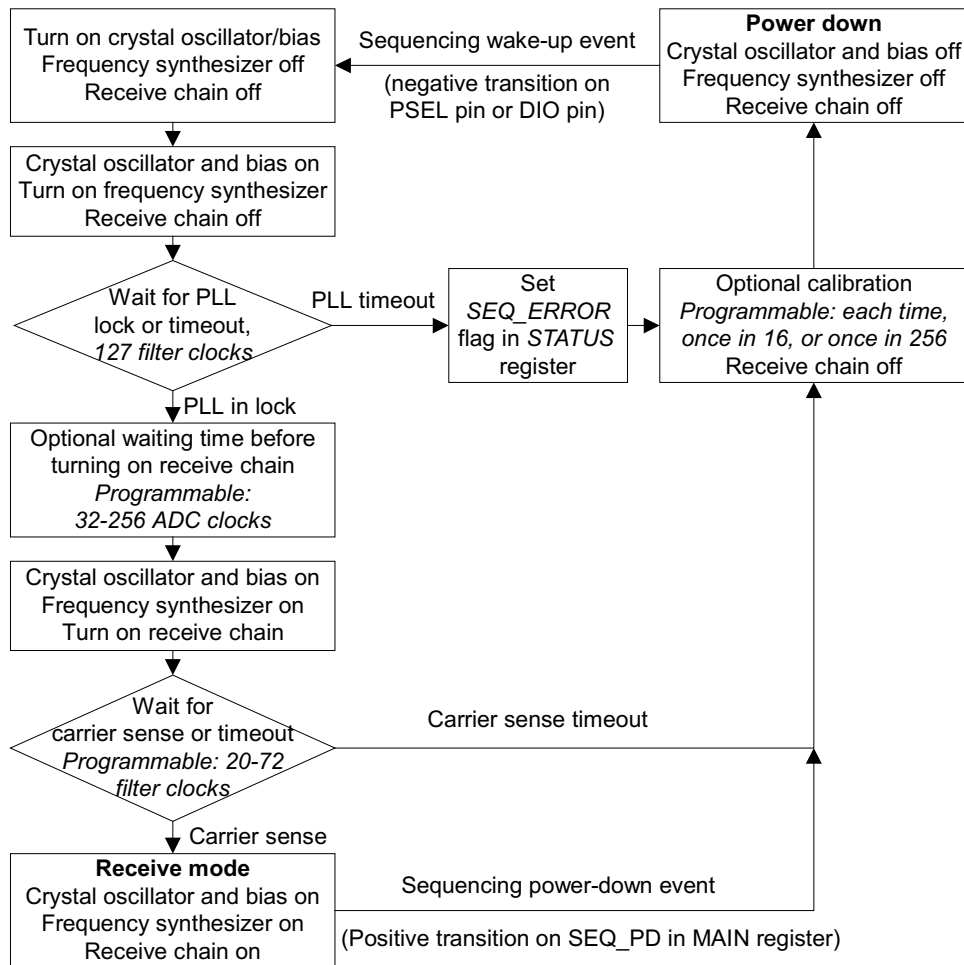 Turn on crystal oscillator/bias
Frequency synthesizer off
Receive chain off
Sequencing wake-up event
(negative transition on
PSEL pin or DIO pin)
Power down
Crystal oscillator and bias off
Frequency synthesizer off
Receive chain off
Crystal oscillator and bias on
Turn on frequency synthesizer
Receive chain off
Wait for PLL
lock or timeout,
127 filter clocks
PLL timeout
Set
SEQ_ERROR
flag in STATUS
register
Optional calibration
Programmable: each time,
once in 16, or once in 256
Receive chain off
PLL in lock
Optional waiting time before
turning on receive chain
Programmable:
32-256 ADC clocks
Crystal oscillator and bias on
Frequency synthesizer on
Turn on receive chain
Wait for
carrier sense or timeout
Programmable: 20-72
filter clocks
Carrier sense timeout
Carrier sense
Receive mode
Crystal oscillator and bias on
Frequency synthesizer on
Receive chain on
Sequencing power-down event
(Positive transition on SEQ_PD in MAIN register)